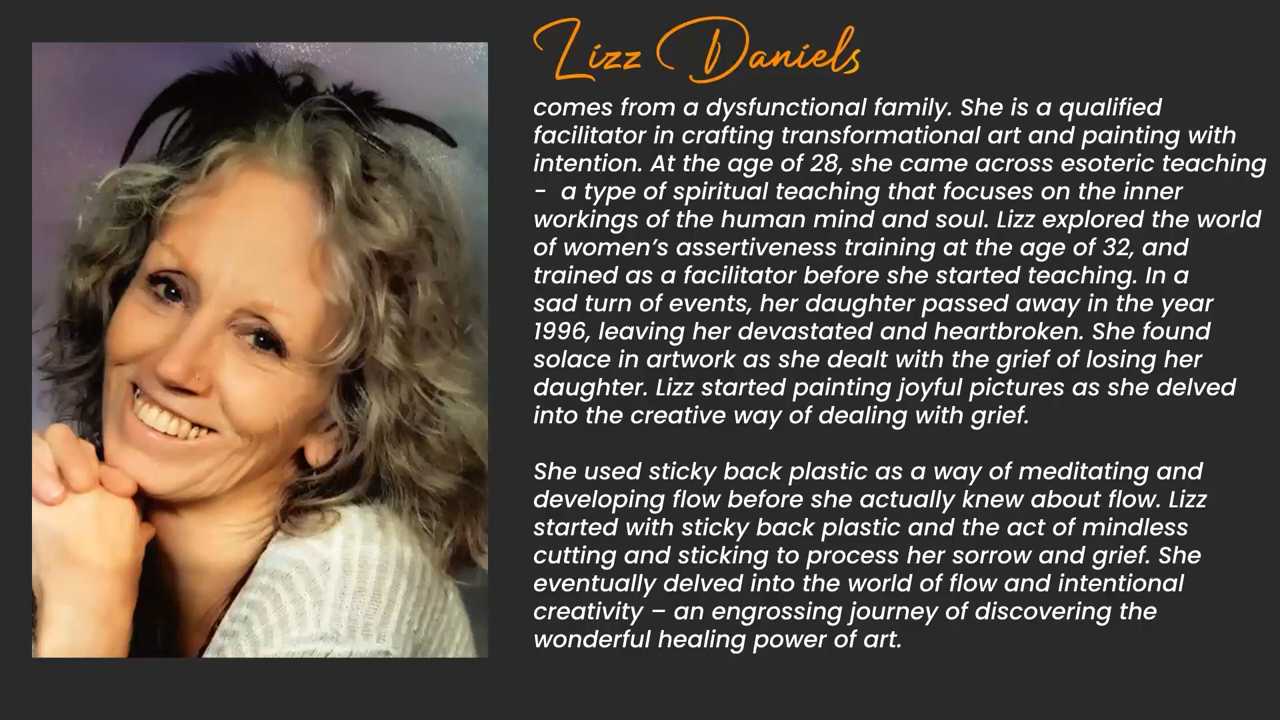 Lizz Daniels
comes from a dysfunctional family. She is a qualified
facilitator in crafting transformational art and painting with
intention. At the age of 28, she came across esoteric teaching
-  a type of spiritual teaching that focuses on the inner
workings of the human mind and soul. Lizz explored the world
of women’s assertiveness training at the age of 32, and
trained as a facilitator before she started teaching. In a
sad turn of events, her daughter passed away in the year
1996, leaving her devastated and heartbroken. She found
solace in artwork as she dealt with the grief of losing her
daughter. Lizz started painting joyful pictures as she delved
into the creative way of dealing with grief.
She used sticky back plastic as a way of meditating and
developing flow before she actually knew about flow. Lizz
started with sticky back plastic and the act of mindless
cutting and sticking to process her sorrow and grief. She
eventually delved into the world of flow and intentional
creativity – an engrossing journey of discovering the
wonderful healing power of art.